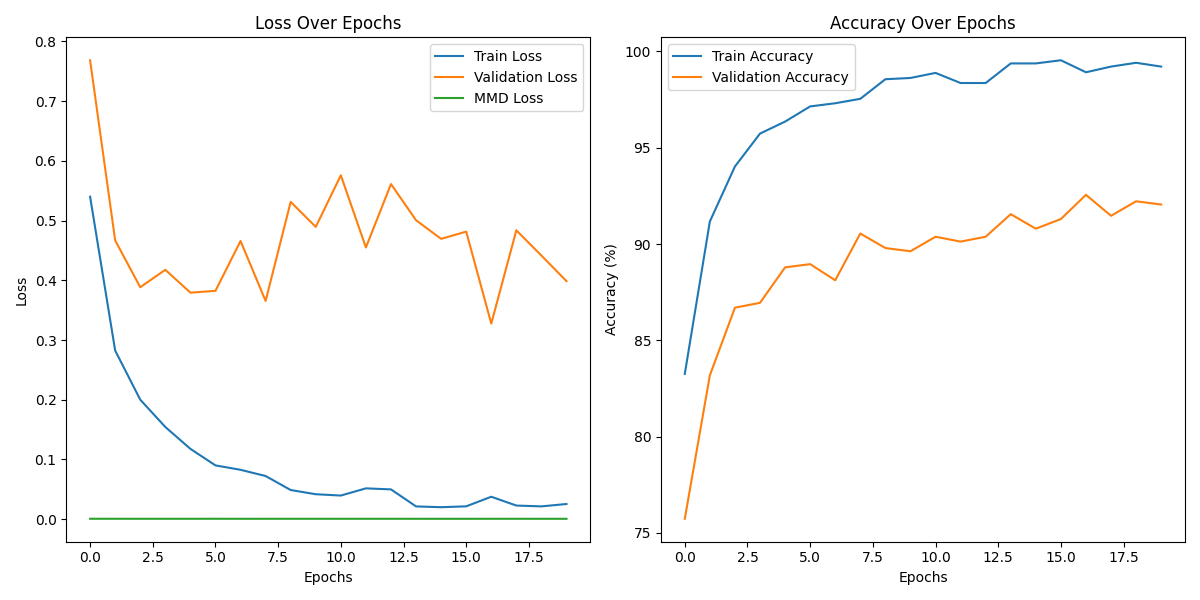 Loss Over Epochs
Train Loss
Validation Loss
MMD Loss
0.8
0.7
0.6
0.5
0.4
0.3
0.2
0.1
0.0
Loss
0.0 2.5 5.0 7.5 10.0 12.5 15.0 17.5
Epochs
Accuracy Over Epochs
Train Accuracy
Validation Accuracy
100
95
90
85
80
75
Accuracy (%)
0.0 2.5 5.0 7.5 10.0 12.5 15.0 17.5
Epochs